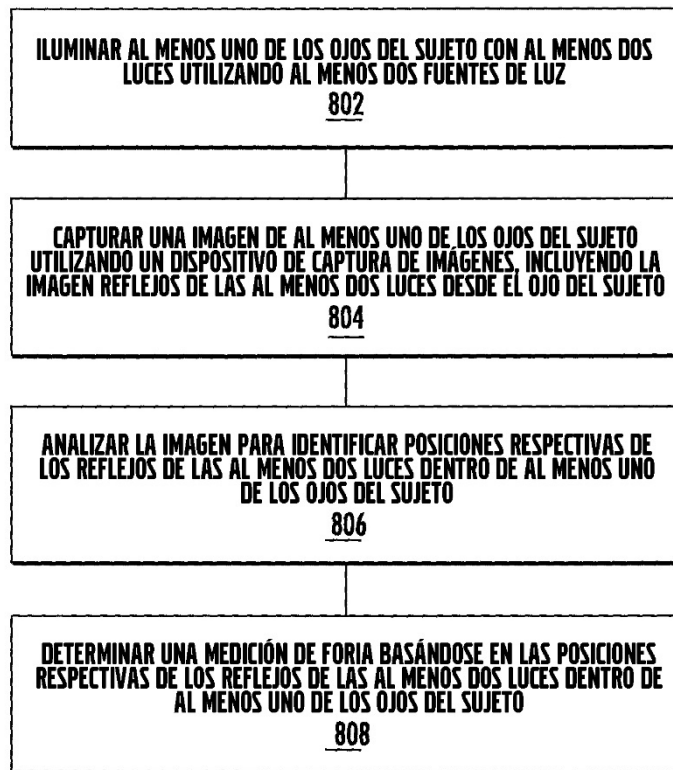 ILUMINAR AL MENOS UNO DE LOS OJOS DEL SUJETO CON AL MENOS DOS
LUCES UTILIZANDO AL MENOS DOS FUENTES DE LUZ
802
CAPTURAR UNA IMAGEN DE AL MENOS UNO DE LOS OJOS DEL SUJETO
UTILIZANDO UN DISPOSITIVO DE CAPTURA DE IMÁGENES, INCLUYENDO LA
IMAGEN REFLEJOS DE LAS AL MENOS DOS LUCES DESDE EL OJO DEL SUJETO
804
ANALIZAR LA IMAGEN PARA IDENTIFICAR POSICIONES RESPECTIVAS DE
LOS REFLEJOS DE LAS AL MENOS DOS LUCES DENTRO DE AL MENOS UNO
DE LOS OJOS DEL SUJETO
806
DETERMINAR UNA MEDICIÓN DE FORIA BASÁNDOSE EN LAS POSICIONES
RESPECTIVAS DE LOS REFLEJOS DE LAS AL MENOS DOS LUCES DENTRO DE
AL MENOS UNO DE LOS OJOS DEL SUJETO
808